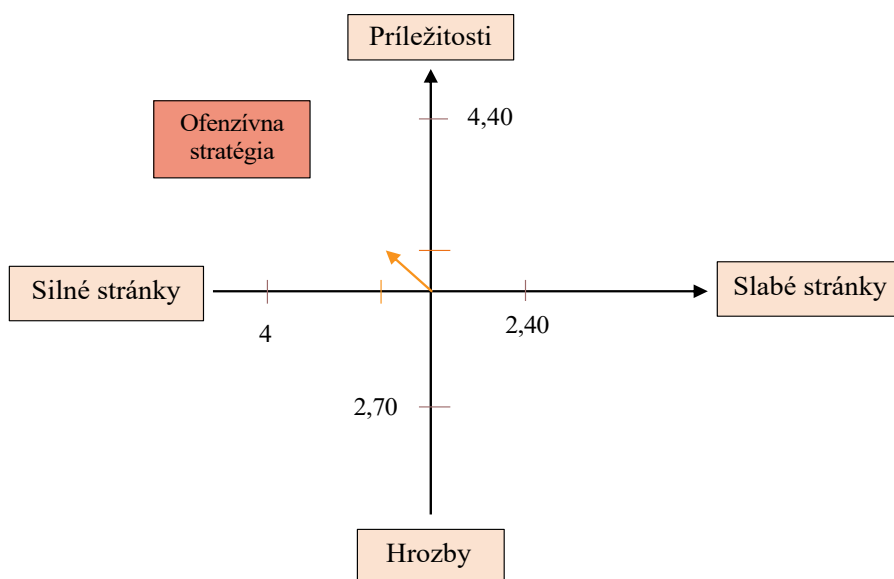 Príležitosti
Ofenzívna
stratégia
4,40
Silné stránky
Slabé stránky
4
2,40
2,70
Hrozby